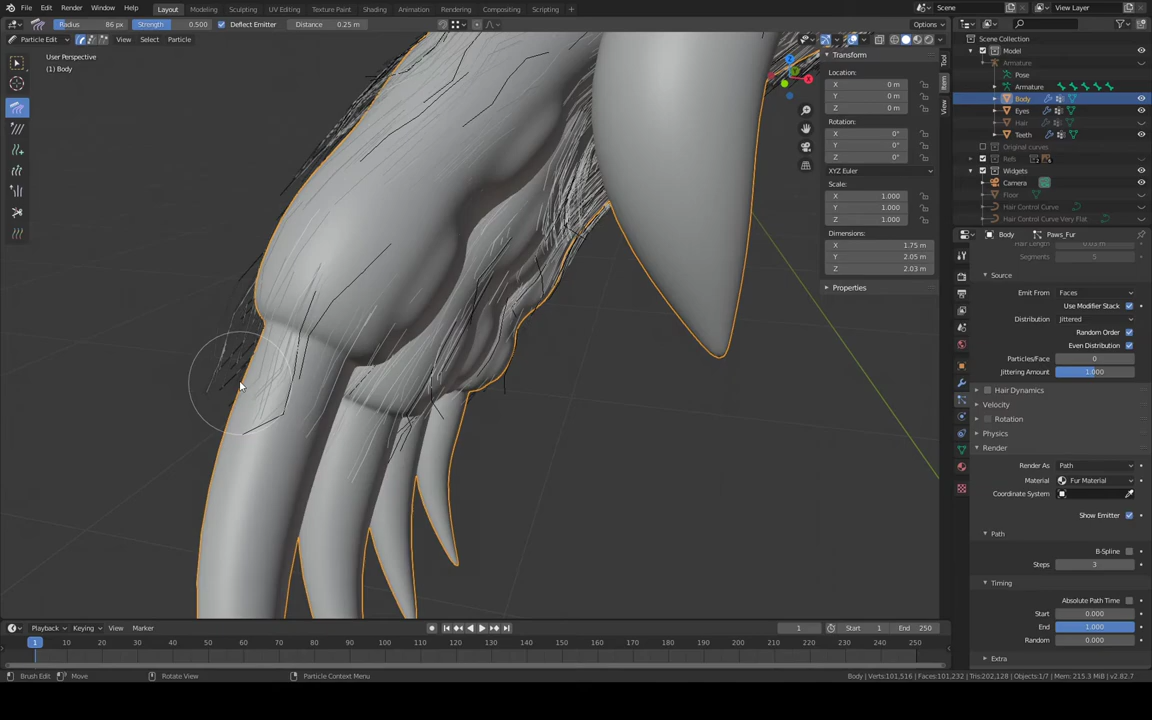 File Edit Render Window Help Layout Modeling Sculpting UV Editing Texture Paint Shading Animation Rendering Compositing Scripting + Scene View Layer
Radius 86 px Strength 0.500 Deflect Emitter Distance 0.25 m Options
Particle Edit View Select Particle
User Perspective
(1) Body
Transform
Location:
X 0 m
Y 0 m
Z 0 m
Rotation:
X 0°
Y 0°
Z 0°
XYZ Euler
Scale:
X 1.000
Y 1.000
Z 1.000
Dimensions:
X 1.75 m
Y 2.05 m
Z 2.03 m
Properties
Tool
Item
View
Scene Collection
Model
Armature
Pose
Armature
Body
Eyes
Hair
Teeth
Original curves
Refs
Widgets
Camera
Floor
Hair Control Curve
Hair Control Curve Very Flat
Body Paws_Fur
Hair Length 0.03 m
Segments 5
Source
Emit From Faces
Use Modifier Stack
Distribution Jittered
Random Order
Even Distribution
Particles/Face 0
Jittering Amount 1.000
Hair Dynamics
Velocity
Rotation
Physics
Render
Render As Path
Material Fur Material
Coordinate System
Show Emitter
Path
B-Spline
Steps 3
Timing
Absolute Path Time
Start 0.000
End 1.000
Random 0.000
Extra
Playback Keying View Marker 1 Start 1 End 250
1 10 20 30 40 50 60 70 80 90 100 110 120 130 140 150 160 170 180 190 200 210 220 230 240 250
Brush Edit Move Rotate View Particle Context Menu Body | Verts:101,516 | Faces:101,232 | Tris:202,128 | Objects:1/7 | Mem: 215.3 MiB | v2.82.7